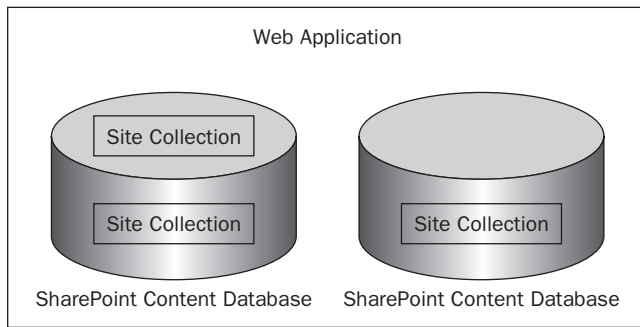 Web Application
Site Collection
Site Collection
Site Collection
SharePoint Content Database
SharePoint Content Database